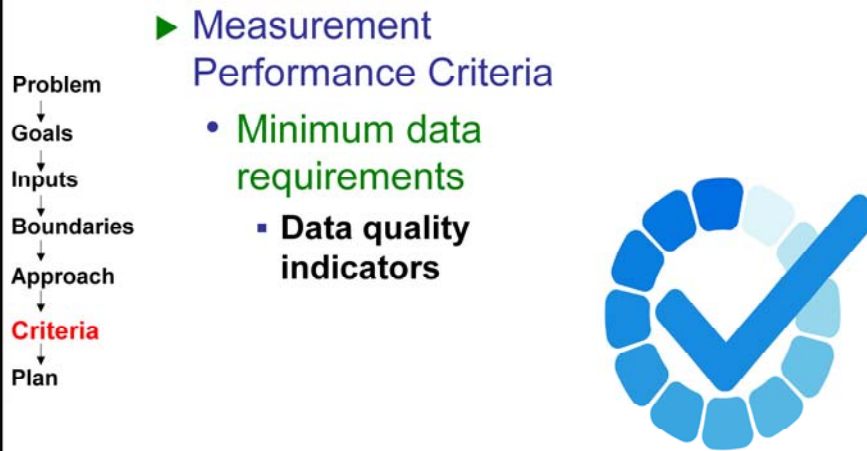 Problem
Goals
Inputs
Boundaries
Approach
Criteria
Plan
Measurement
Performance Criteria
Minimum data
requirements
Data quality
indicators